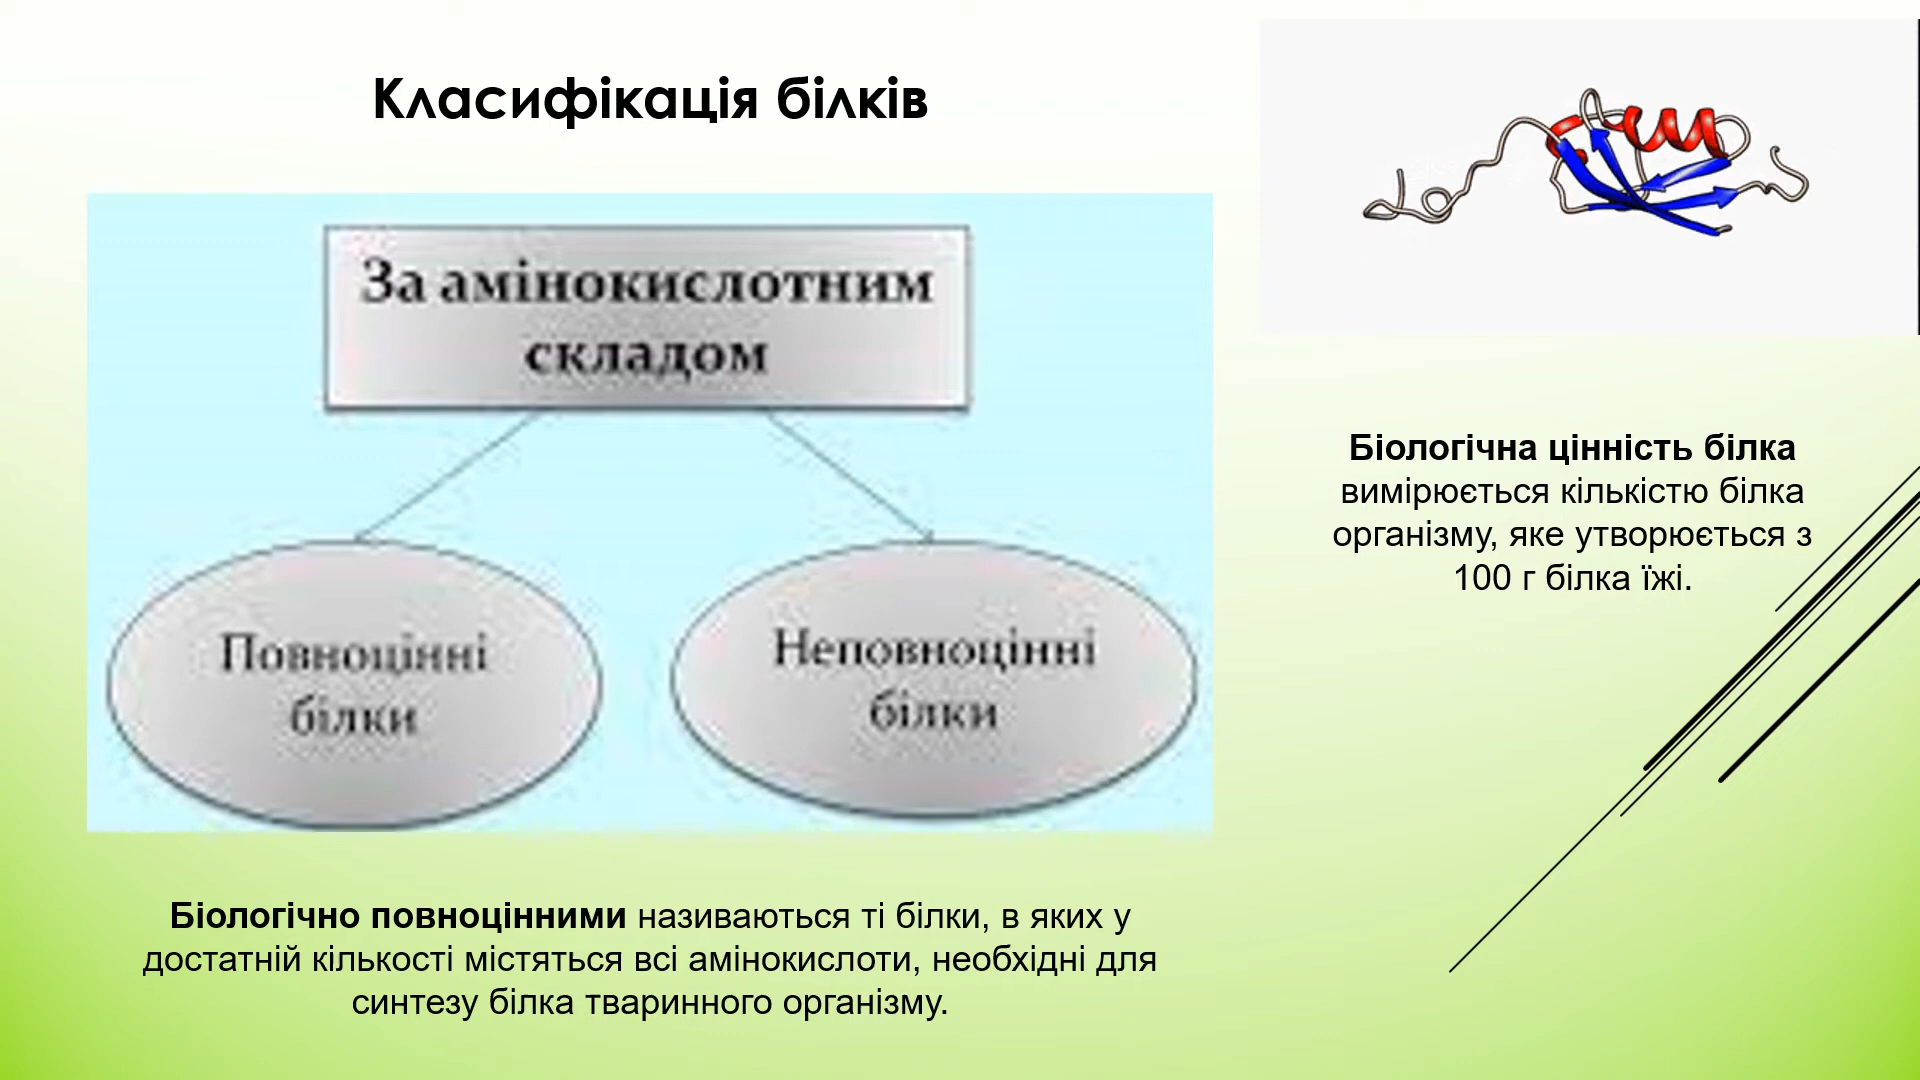 Класифікація білків
За амінокислотним
складом
Повноцінні
білки
Неповноцінні
білки
Біологічна цінність білка
вимірюється кількістю білка
організму, яке утворюється з
100 г білка їжі.
Біологічно повноцінними називаються ті білки, в яких у
достатній кількості містяться всі амінокислоти, необхідні для
синтезу білка тваринного організму.